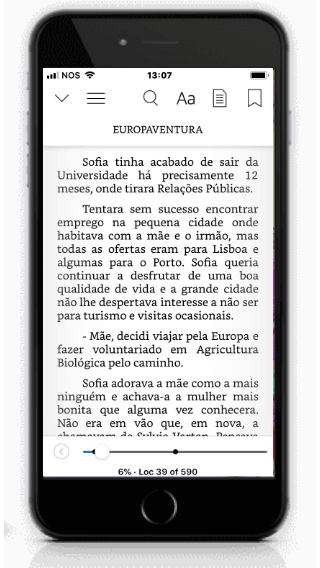 NOS 13:07
Aa
EUROPAVENTURA
Sofia tinha acabado de sair da
Universidade há precisamente 12
meses, onde tirara Relações Públicas.
Tentara sem sucesso encontrar
emprego na pequena cidade onde
habitava com a mãe e o irmão, mas
todas as ofertas eram para Lisboa e
algumas para o Porto. Sofia queria
continuar a desfrutar de uma boa
qualidade de vida e a grande cidade
não lhe despertava interesse a não ser
para turismo e visitas ocasionais.
- Mãe, decidi viajar pela Europa e
fazer voluntariado em Agricultura
Biológica pelo caminho.
Sofia adorava a mãe como a mais
ninguém e achava-a a mulher mais
bonita que alguma vez conhecera.
Não era em vão que, em nova, a
chamavam de Sylvie Vartan. Pensava
6% · Loc 39 of 590